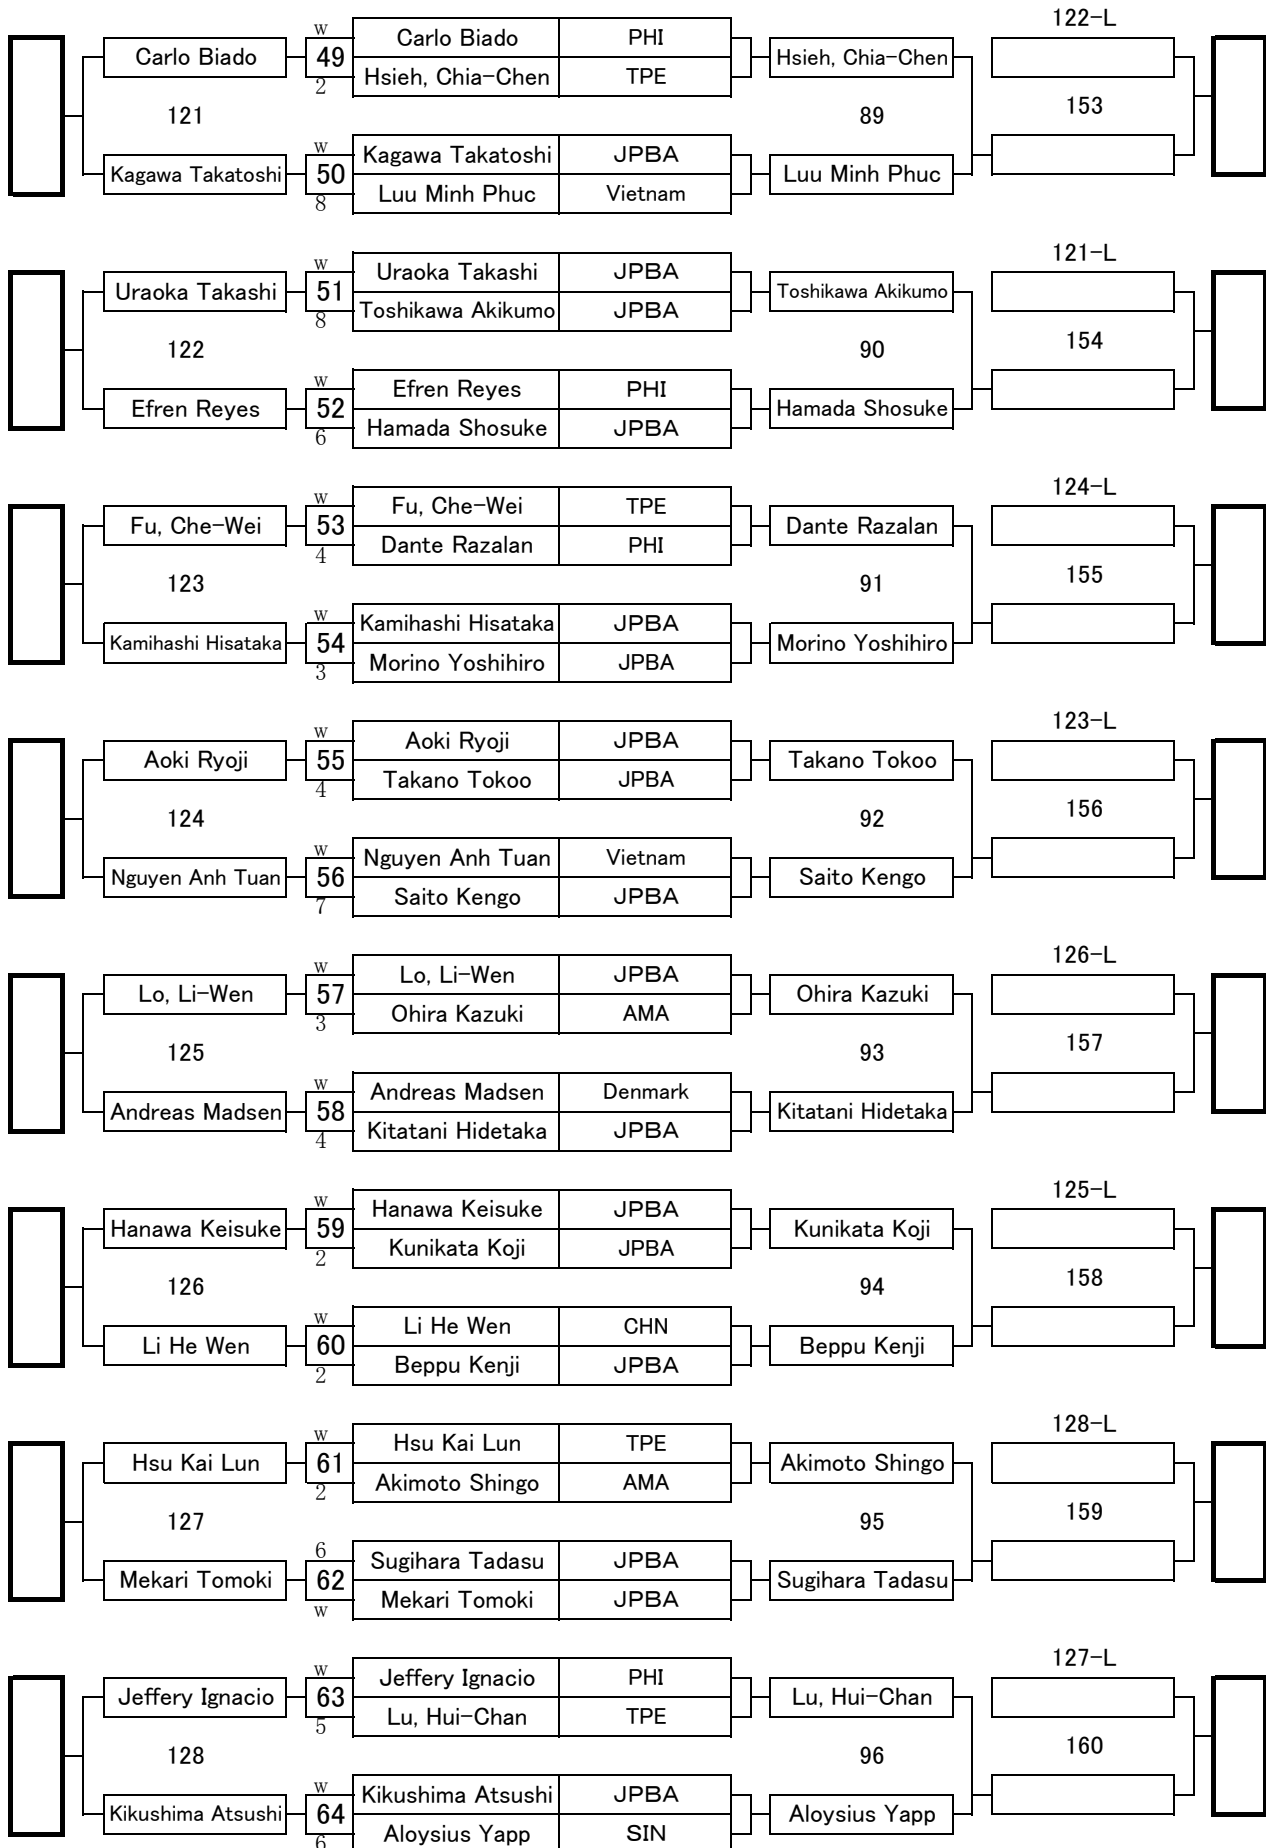 122-L
W
Carlo Biado 49 Carlo Biado PHI Hsieh, Chia-Chen
Hsieh, Chia-Chen TPE
2
121 89 153
W
Kagawa Takatoshi 50 Kagawa Takatoshi JPBA Luu Minh Phuc
Luu Minh Phuc Vietnam
8
121-L
W
Uraoka Takashi 51 Uraoka Takashi JPBA Toshikawa Akikumo
Toshikawa Akikumo JPBA
8
122 90 154
W
Efren Reyes 52 Efren Reyes PHI Hamada Shosuke
Hamada Shosuke JPBA
6
124-L
W
Fu, Che-Wei 53 Fu, Che-Wei TPE Dante Razalan
Dante Razalan PHI
4
123 91 155
W
Kamihashi Hisataka 54 Kamihashi Hisataka JPBA Morino Yoshihiro
Morino Yoshihiro JPBA
3
123-L
W
Aoki Ryoji 55 Aoki Ryoji JPBA Takano Tokoo
Takano Tokoo JPBA
4
124 92 156
W
Nguyen Anh Tuan 56 Nguyen Anh Tuan Vietnam Saito Kengo
Saito Kengo JPBA
7
126-L
W
Lo, Li-Wen 57 Lo, Li-Wen JPBA Ohira Kazuki
Ohira Kazuki AMA
3
125 93 157
W
Andreas Madsen 58 Andreas Madsen Denmark Kitatani Hidetaka
Kitatani Hidetaka JPBA
4
125-L
W
Hanawa Keisuke 59 Hanawa Keisuke JPBA Kunikata Koji
Kunikata Koji JPBA
2
126 94 158
W
Li He Wen 60 Li He Wen CHN Beppu Kenji
Beppu Kenji JPBA
2
128-L
W
Hsu Kai Lun 61 Hsu Kai Lun TPE Akimoto Shingo
Akimoto Shingo AMA
2
127 95 159
6
Mekari Tomoki 62 Sugihara Tadasu JPBA Sugihara Tadasu
Mekari Tomoki JPBA
W
127-L
W
Jeffery Ignacio 63 Jeffery Ignacio PHI Lu, Hui-Chan
Lu, Hui-Chan TPE
5
128 96 160
W
Kikushima Atsushi 64 Kikushima Atsushi JPBA Aloysius Yapp
Aloysius Yapp SIN
6